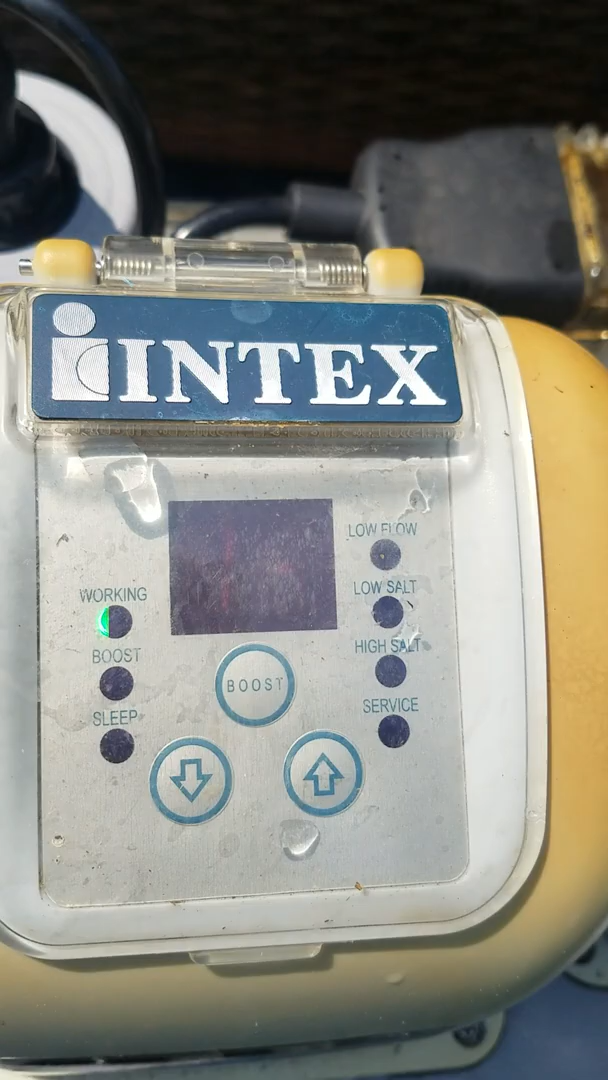 INTEX
LOW FLOW
WORKING
LOW SALT
BOOST
HIGH SALT
BOOST
SLEEP
SERVICE